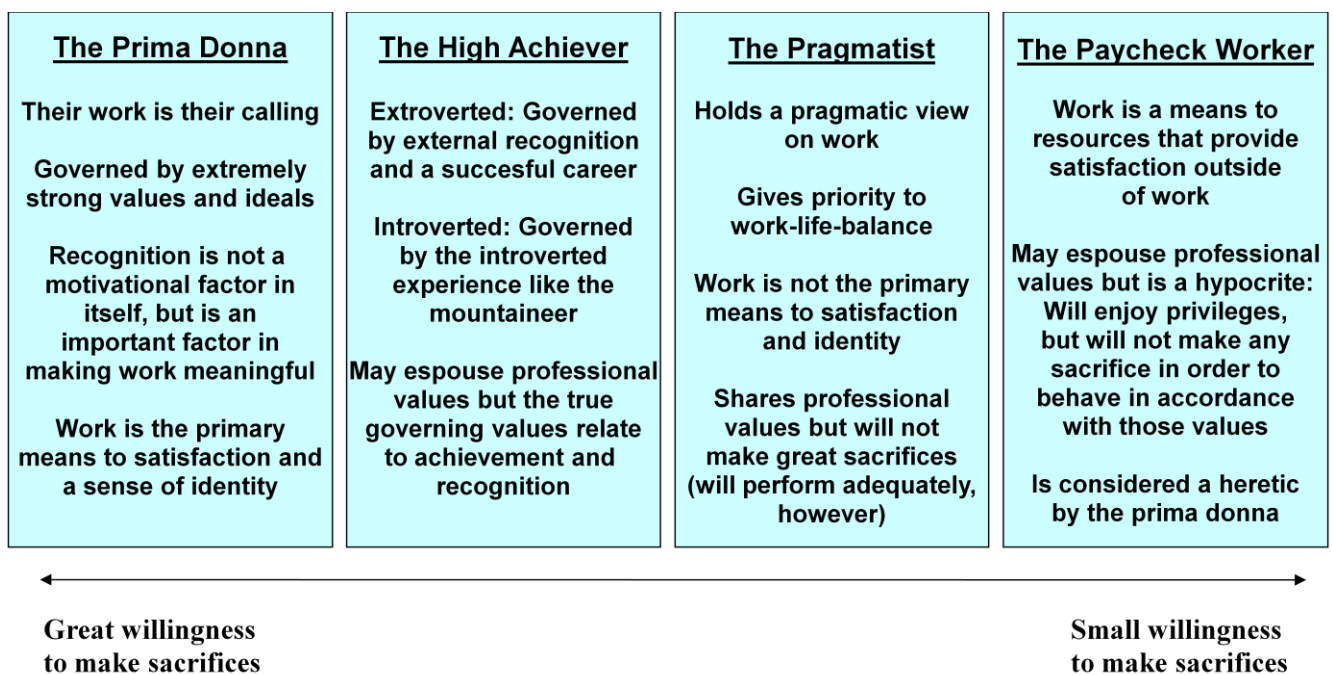 The Prima Donna
Their work is their calling
Governed by extremely
strong values and ideals
Recognition is not a
motivational factor in
itself, but is an
important factor in
making work meaningful
Work is the primary
means to satisfaction and
a sense of identity
The High Achiever
Extroverted: Governed
by external recognition
and a succesful career
Introverted: Governed
by the introverted
experience like the
mountaineer
May espouse professional
values but the true
governing values relate
to achievement and
recognition
The Pragmatist
Holds a pragmatic view
on work
Gives priority to
work-life-balance
Work is not the primary
means to satisfaction
and identity
Shares professional
values but will not
make great sacrifices
(will perform adequately,
however)
The Paycheck Worker
Work is a means to
resources that provide
satisfaction outside
of work
May espouse professional
values but is a hypocrite:
Will enjoy privileges,
but will not make any
sacrifice in order to
behave in accordance
with those values
Is considered a heretic
by the prima donna
Great willingness
to make sacrifices
Small willingness
to make sacrifices